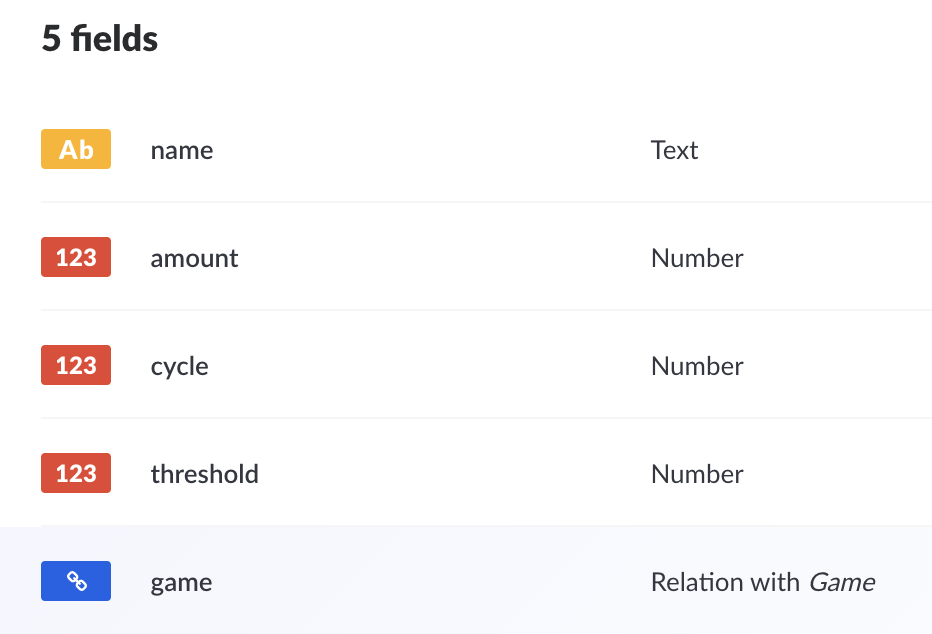 5 fields
Ab name Text
123 amount Number
123 cycle Number
123 threshold Number
game Relation with Game